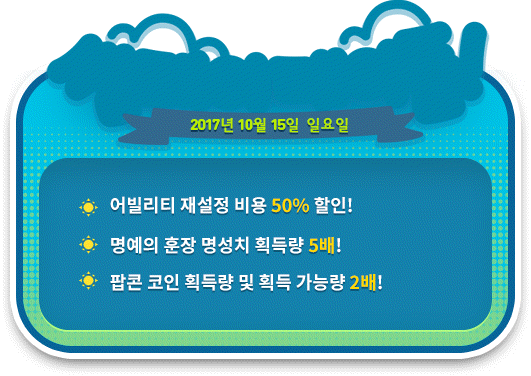 2017년 10월 15일 일요일
어빌리티 재설정 비용 50% 할인!
명예의 훈장 명성치 획득량 5배!
팝콘 코인 획득량 및 획득 가능량 2배!